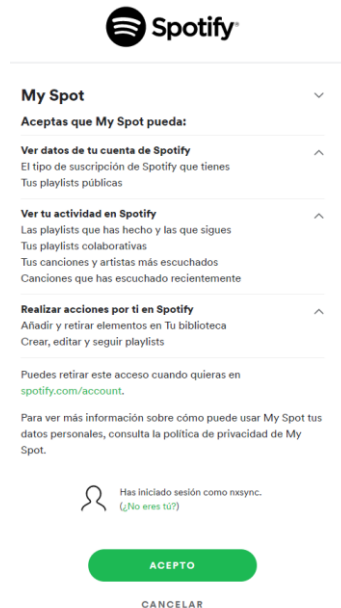 Spotify
My Spot
Aceptas que My Spot pueda:
Ver datos de tu cuenta de Spotify
El tipo de suscripción de Spotify que tienes
Tus playlists públicas
Ver tu actividad en Spotify
Las playlists que has hecho y las que sigues
Tus playlists colaborativas
Tus canciones y artistas más escuchados
Canciones que has escuchado recientemente
Realizar acciones por ti en Spotify
Añadir y retirar elementos en Tu biblioteca
Crear, editar y seguir playlists
Puedes retirar este acceso cuando quieras en
spotify.com/account.
Para ver más información sobre cómo puede usar My Spot tus
datos personales, consulta la política de privacidad de My
Spot.
Has iniciado sesión como nxsync.
(¿No eres tú?)
ACEPTO
CANCELAR